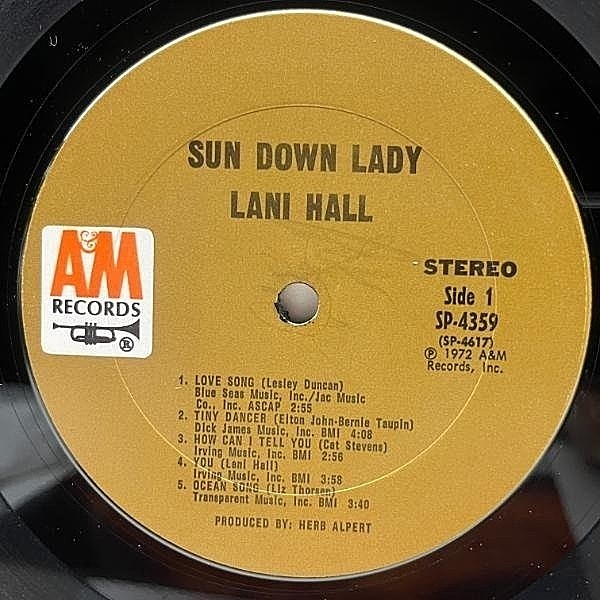 SUN DOWN LADY
LANI HALL
A&M
RECORDS
®
STEREO
Side 1
SP-4359
(SP-4617)
℗ 1972 A&M
Records, Inc.
1. LOVE SONG (Lesley Duncan)
Blue Seas Music, Inc./Jac Music
Co., Inc. ASCAP 2:55
2. TINY DANCER (Elton John-Bernie Taupin)
Dick James Music, Inc. BMI 4:08
3. HOW CAN I TELL YOU (Cat Stevens)
Irving Music, Inc. BMI 2:56
4. YOU (Lani Hall)
Irving Music, Inc. BMI 3:58
5. OCEAN SONG (Liz Thorsen)
Transparent Music, Inc. BMI 3:40
PRODUCED BY: HERB ALPERT